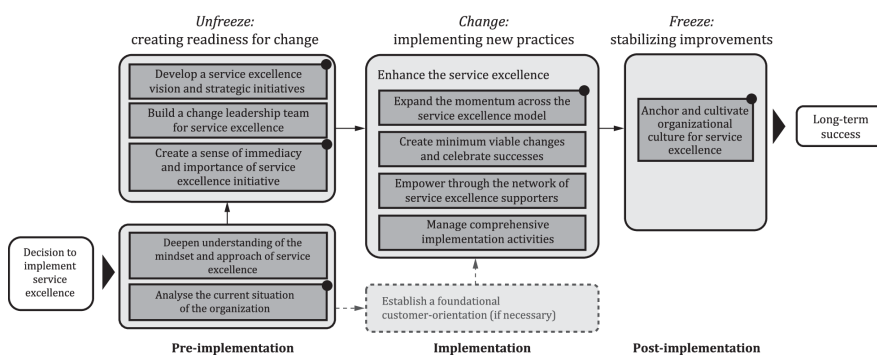 Unfreeze:
creating readiness for change
Change:
implementing new practices
Freeze:
stabilizing improvements
Develop a service excellence
vision and strategic initiatives
Build a change leadership team
for service excellence
Create a sense of immediacy
and importance of service
excellence initiative
Enhance the service excellence
Expand the momentum across the
service excellence model
Create minimum viable changes
and celebrate successes
Empower through the network of
service excellence supporters
Manage comprehensive
implementation activities
Anchor and cultivate
organizational
culture for service
excellence
Long-term
success
Decision to
implement
service
excellence
Deepen understanding of the
mindset and approach of service
excellence
Analyse the current situation
of the organization
Establish a foundational
customer-orientation (if necessary)
Pre-implementation
Implementation
Post-implementation